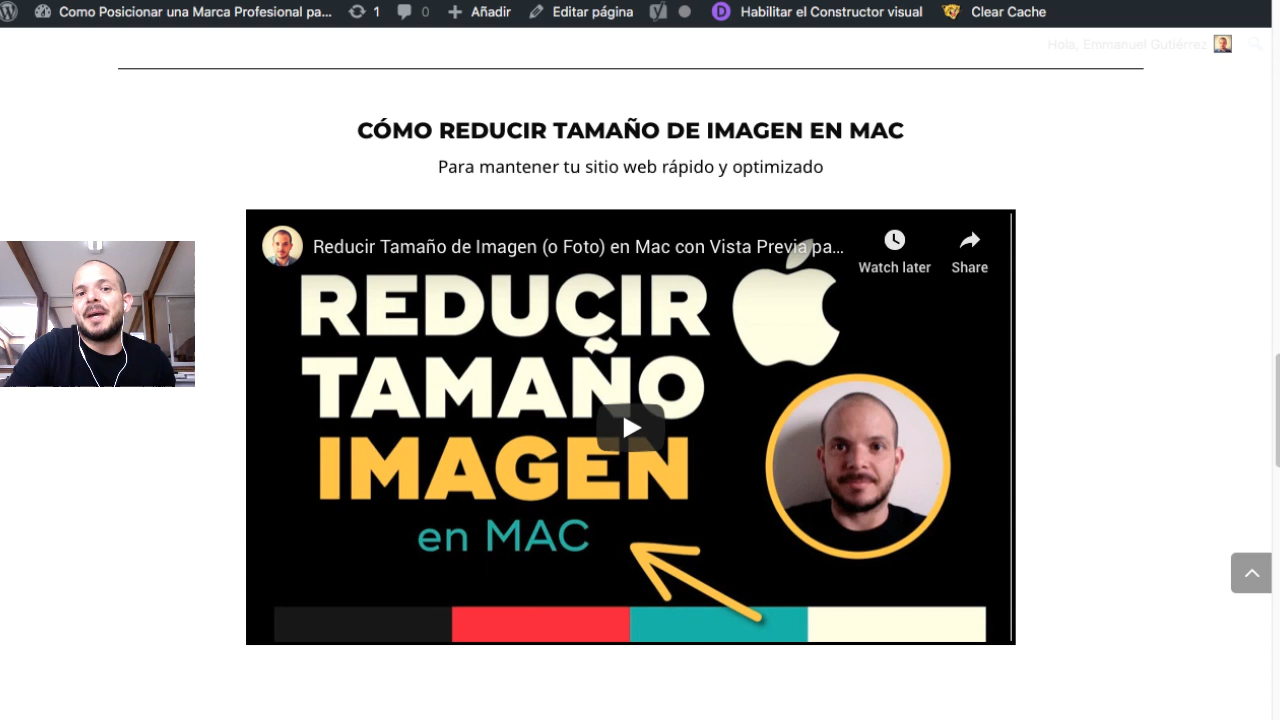 Como Posicionar una Marca Profesional pa... 1 0 Añadir Editar página Habilitar el Constructor visual Clear Cache
Hola, Emmanuel Gutiérrez
CÓMO REDUCIR TAMAÑO DE IMAGEN EN MAC
Para mantener tu sitio web rápido y optimizado
Reducir Tamaño de Imagen (o Foto) en Mac con Vista Previa pa...
Watch later Share
REDUCIR
TAMAÑO
IMAGEN
en MAC